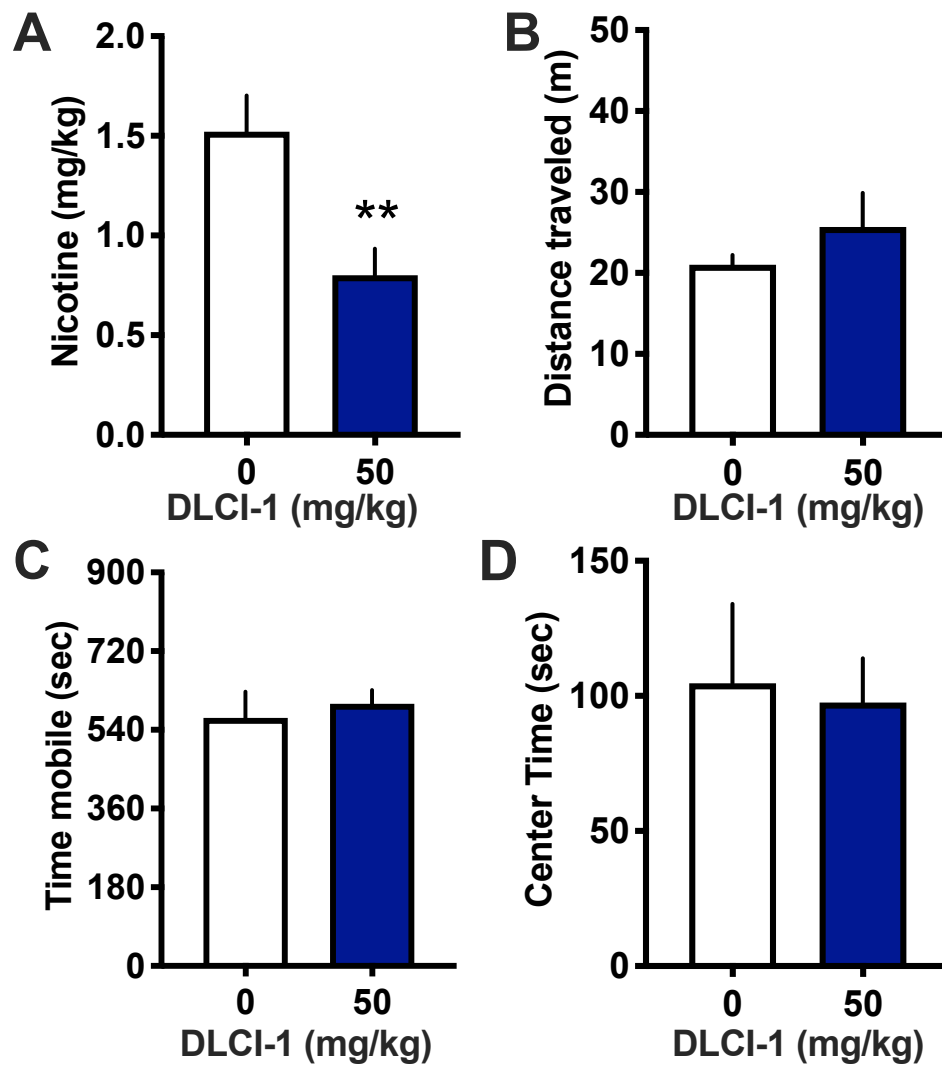 A
Nicotine (mg/kg)
2.0
1.5
1.0
0.5
0.0
**
0 50
DLCI-1 (mg/kg)
B
Distance traveled (m)
50
40
30
20
10
0
0 50
DLCI-1 (mg/kg)
C
Time mobile (sec)
900
720
540
360
180
0
0 50
DLCI-1 (mg/kg)
D
Center Time (sec)
150
100
50
0
0 50
DLCI-1 (mg/kg)